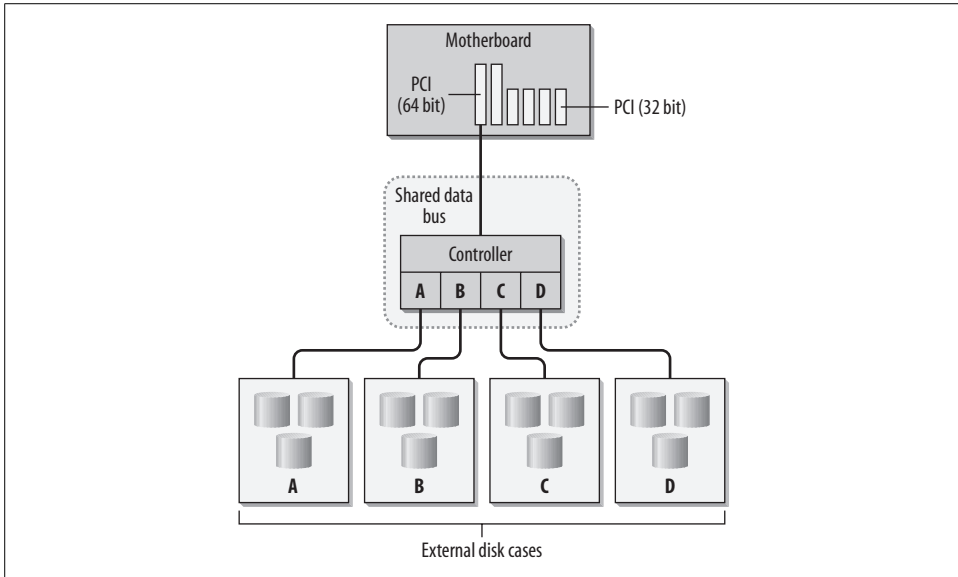 Motherboard
PCI
(64 bit)
PCI (32 bit)
Shared data
bus
Controller
A B C D
A B C D
External disk cases